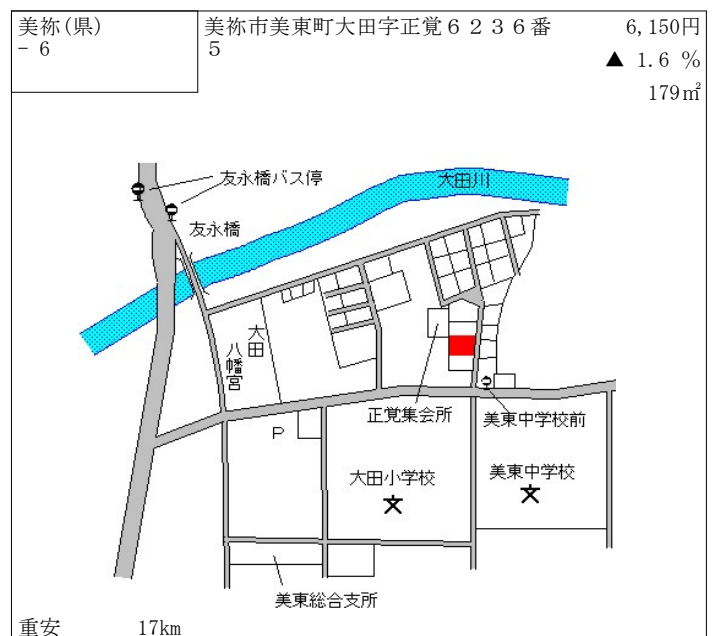 美祢(県)
- 6
美祢市美東町大田字正覚６２３６番
５
6,150円
▲ 1.6 %
179㎡
友永橋バス停
大田川
友永橋
大田
八幡宮
正覚集会所
美東中学校前
P
大田小学校
美東中学校
美東総合支所
重安 17km